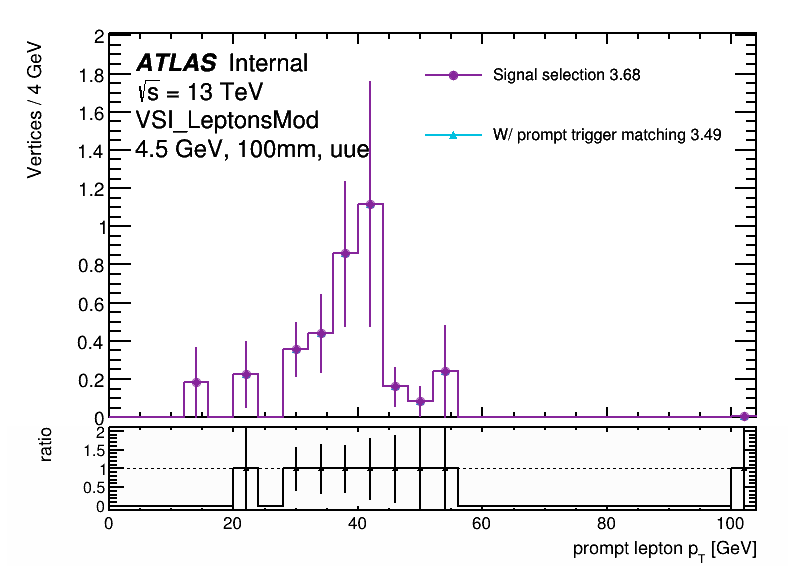 ATLAS Internal
√s = 13 TeV
VSI_LeptonsMod
4.5 GeV, 100mm, uue
Signal selection 3.68
W/ prompt trigger matching 3.49
Vertices / 4 GeV
2
1.8
1.6
1.4
1.2
1
0.8
0.6
0.4
0.2
0
ratio
2
1.5
1
0.5
0
0 20 40 60 80 100
prompt lepton p_T [GeV]